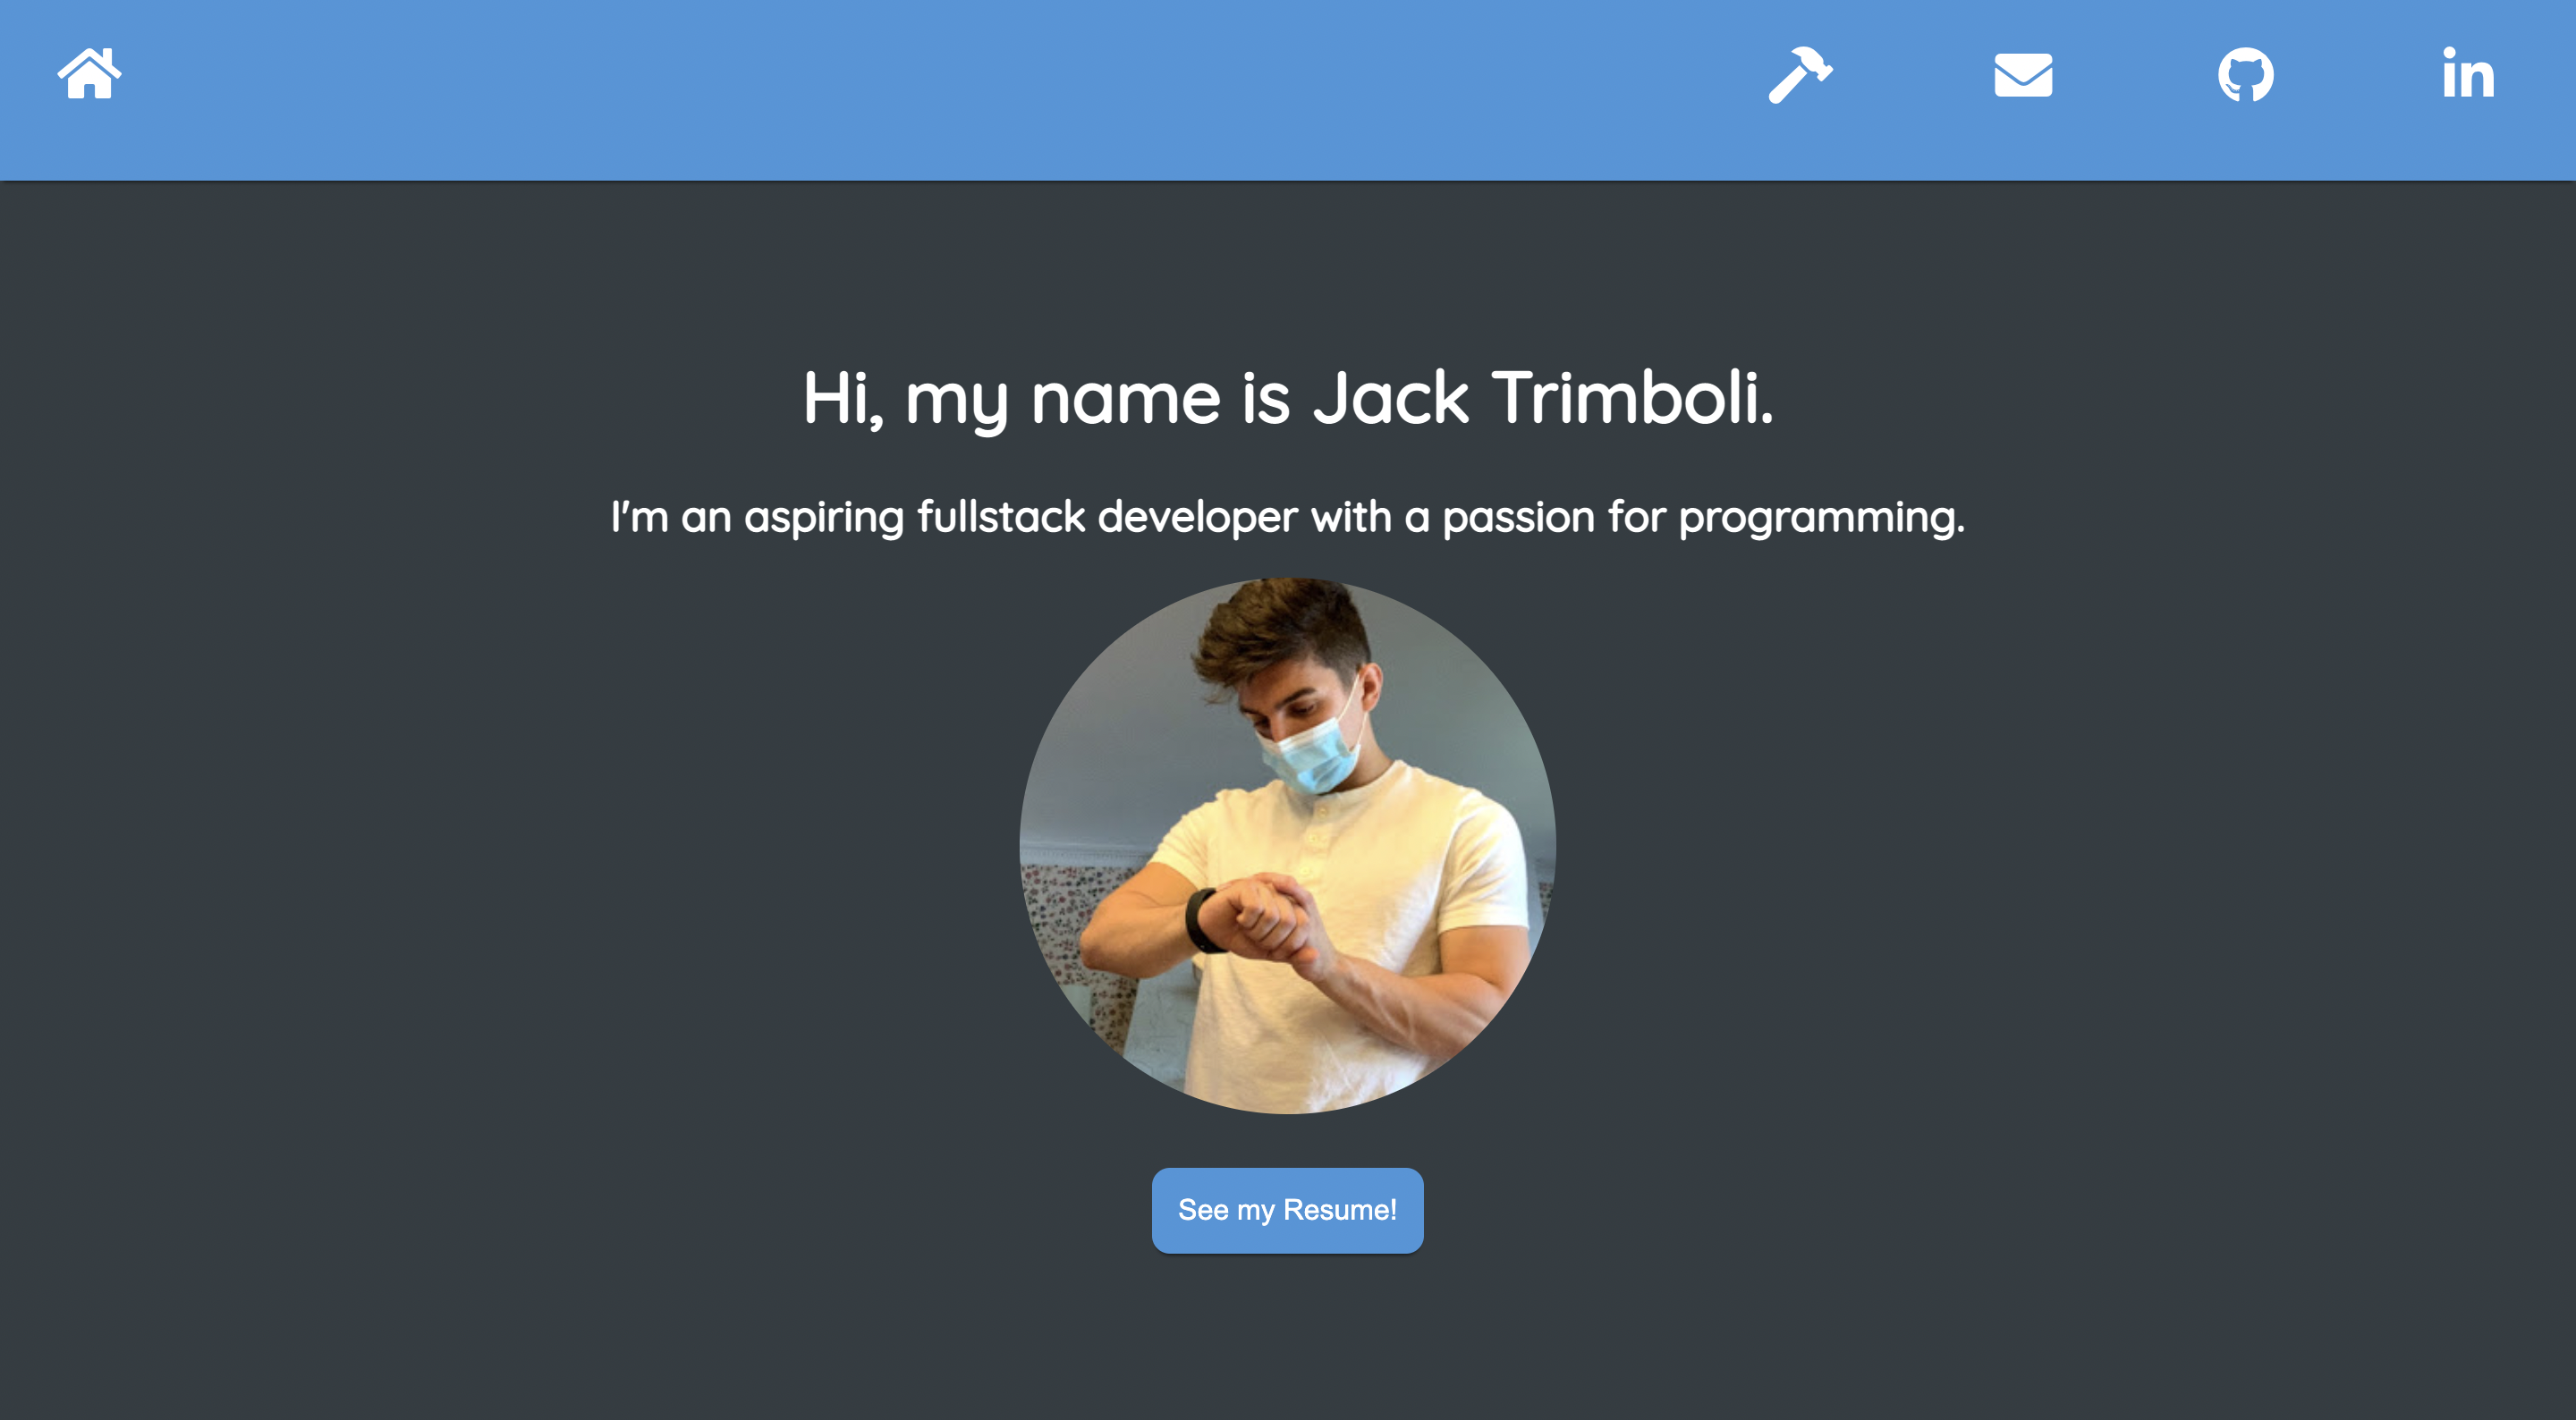 in
Hi, my name is Jack Trimboli.
I'm an aspiring fullstack developer with a passion for programming.
See my Resume!